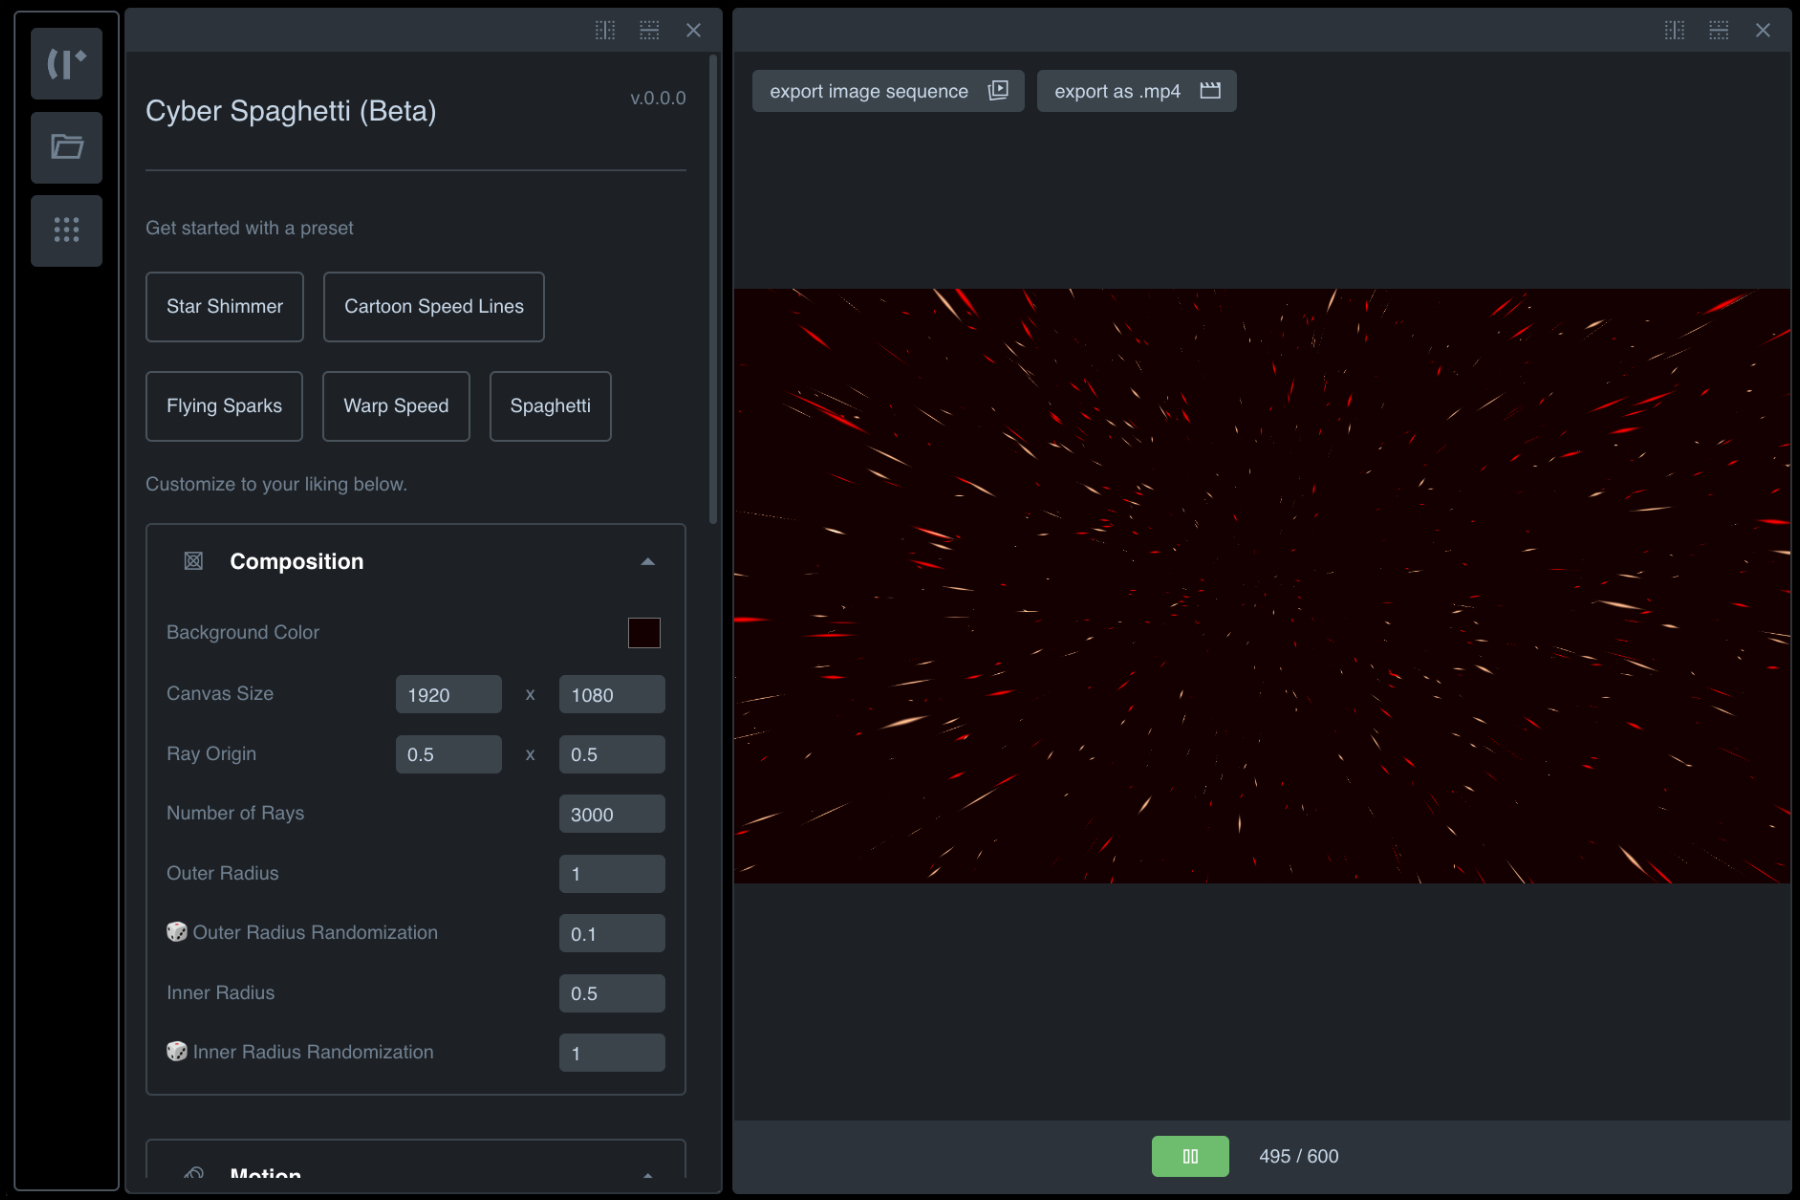 Cyber Spaghetti (Beta)
v.0.0.0
Get started with a preset
Star Shimmer
Cartoon Speed Lines
Flying Sparks
Warp Speed
Spaghetti
Customize to your liking below.
Composition
Background Color
Canvas Size 1920 x 1080
Ray Origin 0.5 x 0.5
Number of Rays 3000
Outer Radius 1
Outer Radius Randomization 0.1
Inner Radius 0.5
Inner Radius Randomization 1
Motion
export image sequence
export as .mp4
495 / 600